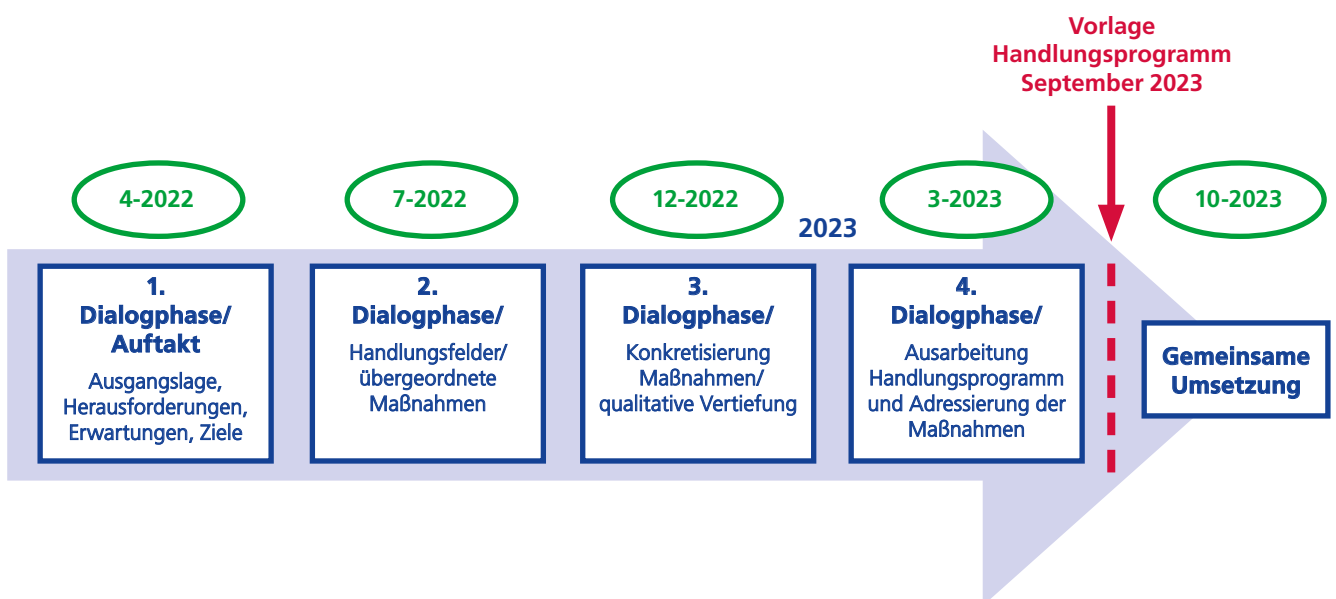 Vorlage
Handlungsprogramm
September 2023
4-2022
7-2022
12-2022
2023
3-2023
10-2023
1.
Dialogphase/
Auftakt
Ausgangslage,
Herausforderungen,
Erwartungen, Ziele
2.
Dialogphase/
Handlungsfelder/
übergeordnete
Maßnahmen
3.
Dialogphase/
Konkretisierung
Maßnahmen/
qualitative Vertiefung
4.
Dialogphase/
Ausarbeitung
Handlungsprogramm
und Adressierung der
Maßnahmen
Gemeinsame
Umsetzung